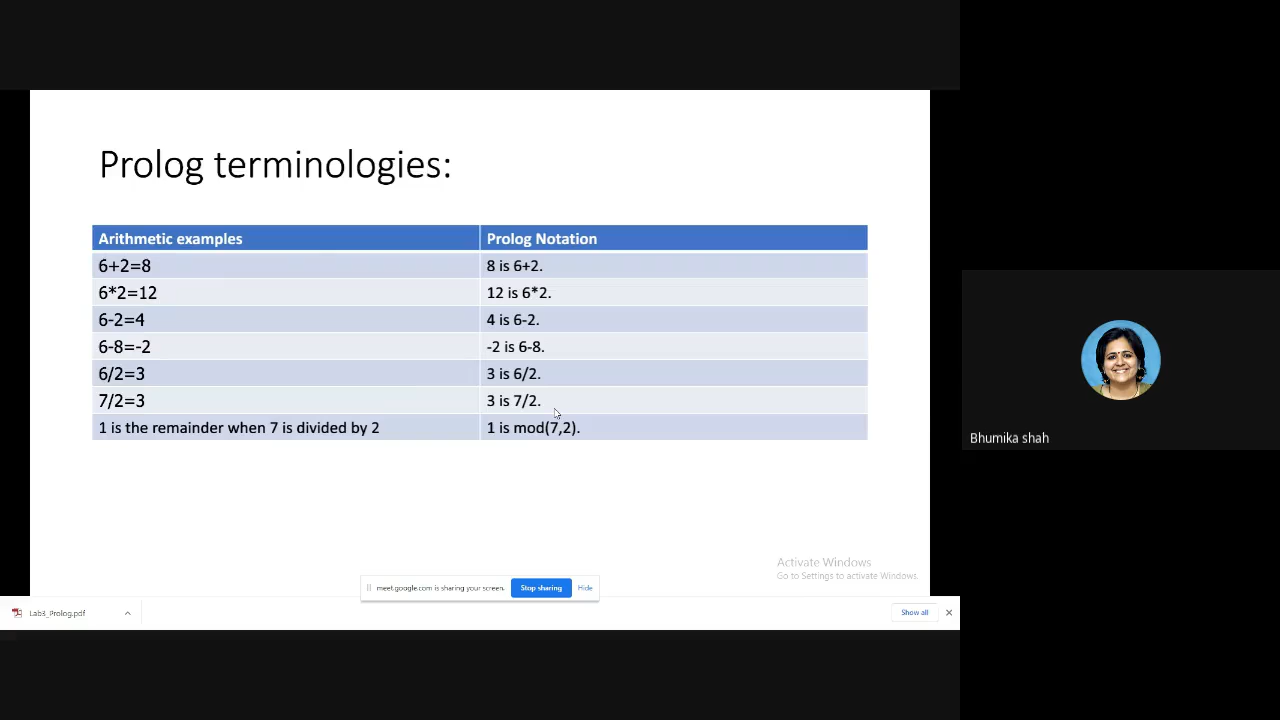 Prolog terminologies:
Arithmetic examples Prolog Notation
6+2=8 8 is 6+2.
6*2=12 12 is 6*2.
6-2=4 4 is 6-2.
6-8=-2 -2 is 6-8.
6/2=3 3 is 6/2.
7/2=3 3 is 7/2.
1 is the remainder when 7 is divided by 2 1 is mod(7,2).
Bhumika shah
Activate Windows
Go to Settings to activate Windows.
meet.google.com is sharing your screen. Stop sharing Hide
Lab3_Prolog.pdf Show all